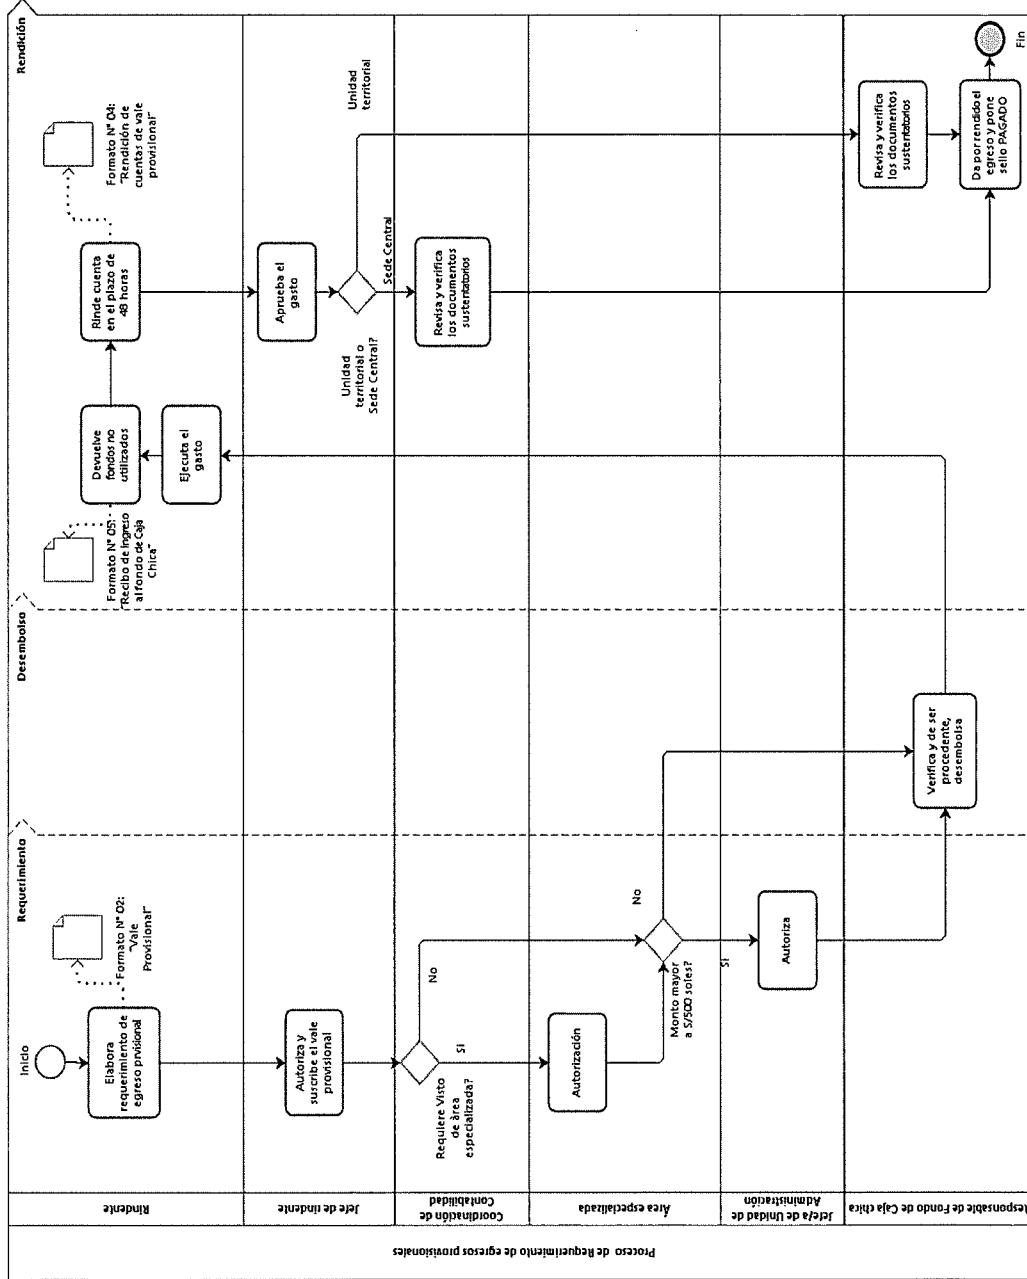 Proceso de Requerimiento de egresos provisionales
Requerimiento
Desembolso
Rendición
Rindente
Inicio
Elabora
requerimiento de
egreso provisional
Formato N° 02:
"Vale
Provisional"
Formato N° 05:
"Recibo de Ingreso
al fondo de Caja
Chica"
Devuelve
fondos no
utilizados
Ejecuta el
gasto
Rinde cuenta
en el plazo de
48 horas
Formato N° 04:
"Rendición de
cuentas de vale
provisional"
Jefe de rindente
Autoriza y
suscribe el vale
provisional
Aprueba el
gasto
Unidad
territorial o
Sede Central?
Sede Central
Unidad
territorial
Coordinación de
Contabilidad
Requiere Visto
de área
especializada?
Si
No
Revisa y verifica
los documentos
sustentatorios
Área especializada
Autorización
Monto mayor
a S/500 soles?
No
Si
Jefe/a de Unidad de
Administración
Autoriza
Responsable de Fondo de Caja chica
Verifica y de ser
procedente,
desembolsa
Revisa y verifica
los documentos
sustentatorios
Da por rendido el
egreso y pone
sello PAGADO
Fin